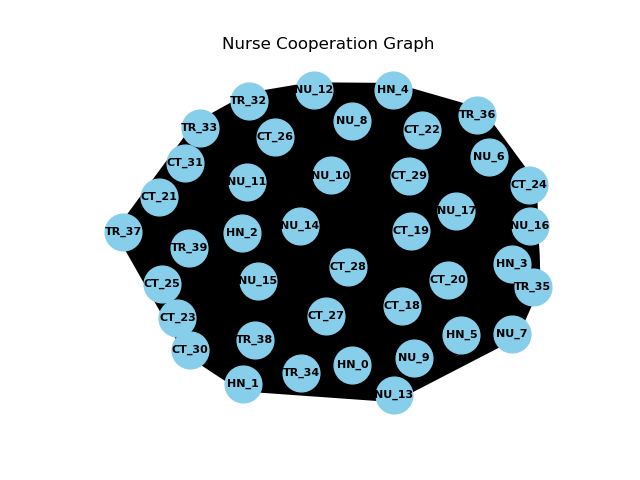 Nurse Cooperation Graph
NU_12
HN_4
TR_32
TR_36
NU_8
TR_33
CT_22
CT_26
NU_6
CT_31
NU_10
CT_29
NU_11
CT_24
CT_21
NU_17
NU_14
NU_16
TR_37
HN_2
CT_19
TR_39
HN_3
CT_28
CT_20
NU_15
CT_25
TR_35
CT_18
CT_27
CT_23
NU_7
HN_5
TR_38
CT_30
NU_9
HN_0
TR_34
HN_1
NU_13